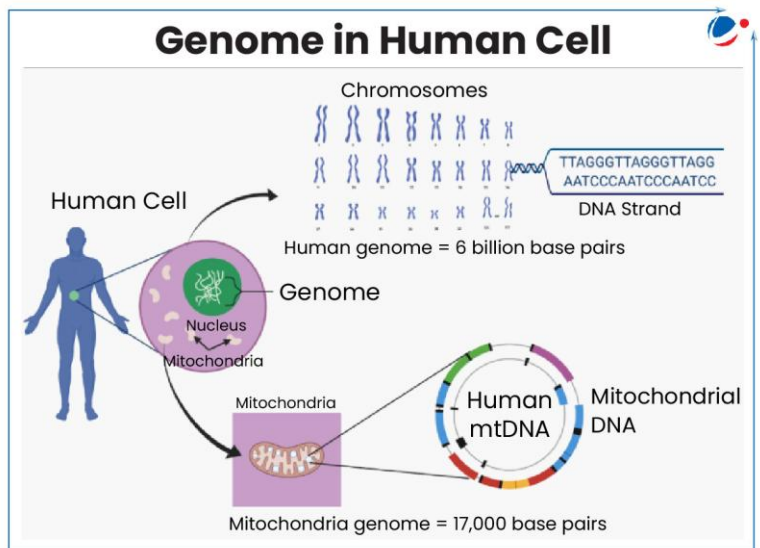 Genome in Human Cell
Chromosomes
TTAGGGTTAGGGTTAGG
AATCCCAATCCCAATCC
DNA Strand
Human Cell
Human genome = 6 billion base pairs
Genome
Nucleus
Mitochondria
Mitochondria
Human
mtDNA
Mitochondrial
DNA
Mitochondria genome = 17,000 base pairs